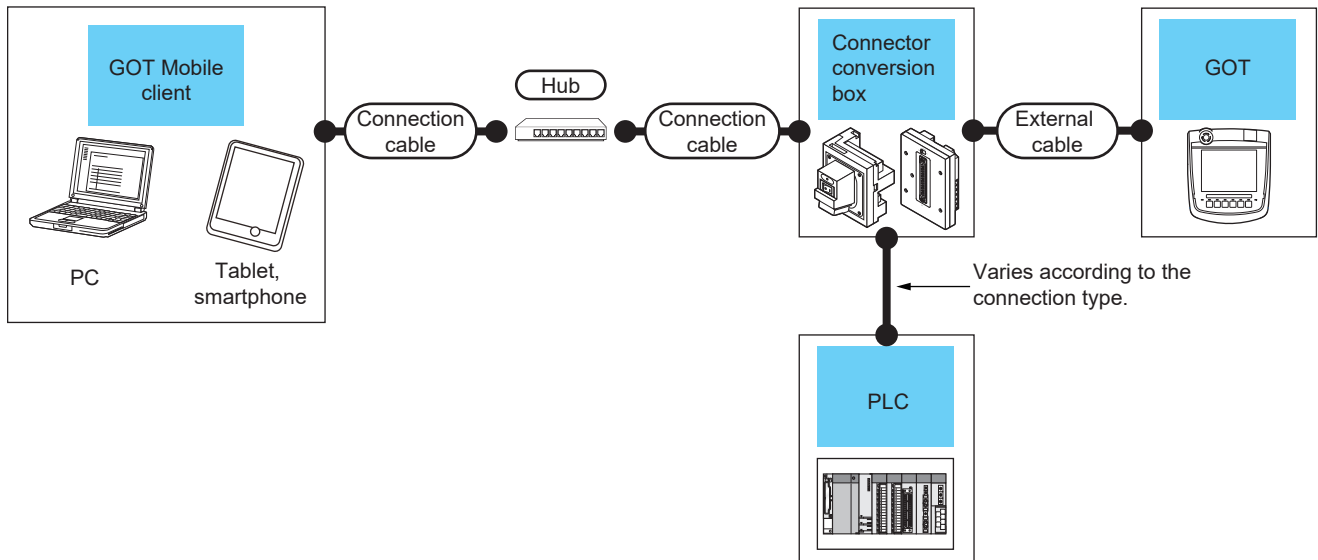 GOT Mobile
client
PC
Tablet,
smartphone
Connection
cable
Hub
Connection
cable
Connector
conversion
box
External
cable
GOT
Varies according to the
connection type.
PLC